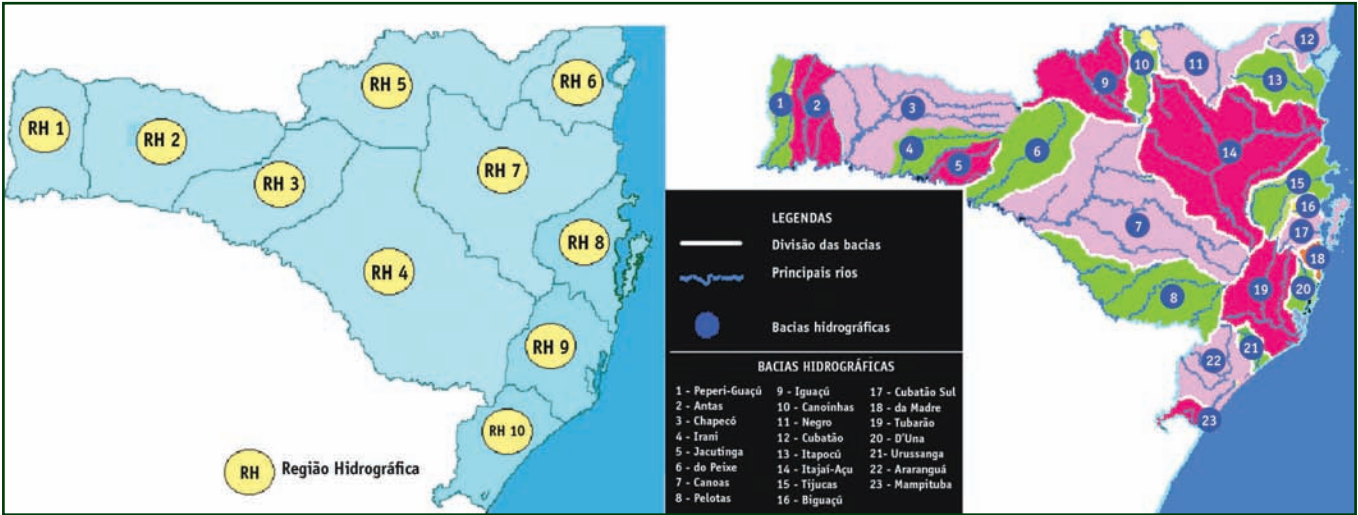 RH 1
RH 2
RH 3
RH 4
RH 5
RH 6
RH 7
RH 8
RH 9
RH 10
RH Região Hidrográfica
1
2
3
4
5
6
7
8
9
10
11
12
13
14
15
16
17
18
19
20
21
22
23
LEGENDAS
Divisão das bacias
Principais rios
Bacias hidrográficas
BACIAS HIDROGRÁFICAS
1 - Peperi-Guaçú
2 - Antas
3 - Chapecó
4 - Irani
5 - Jacutinga
6 - do Peixe
7 - Canoas
8 - Pelotas
9 - Iguaçú
10 - Canoinhas
11 - Negro
12 - Cubatão
13 - Itapocú
14 - Itajaí-Açu
15 - Tijucas
16 - Biguaçú
17 - Cubatão Sul
18 - da Madre
19 - Tubarão
20 - D'Una
21- Urussanga
22 - Araranguá
23 - Mampituba